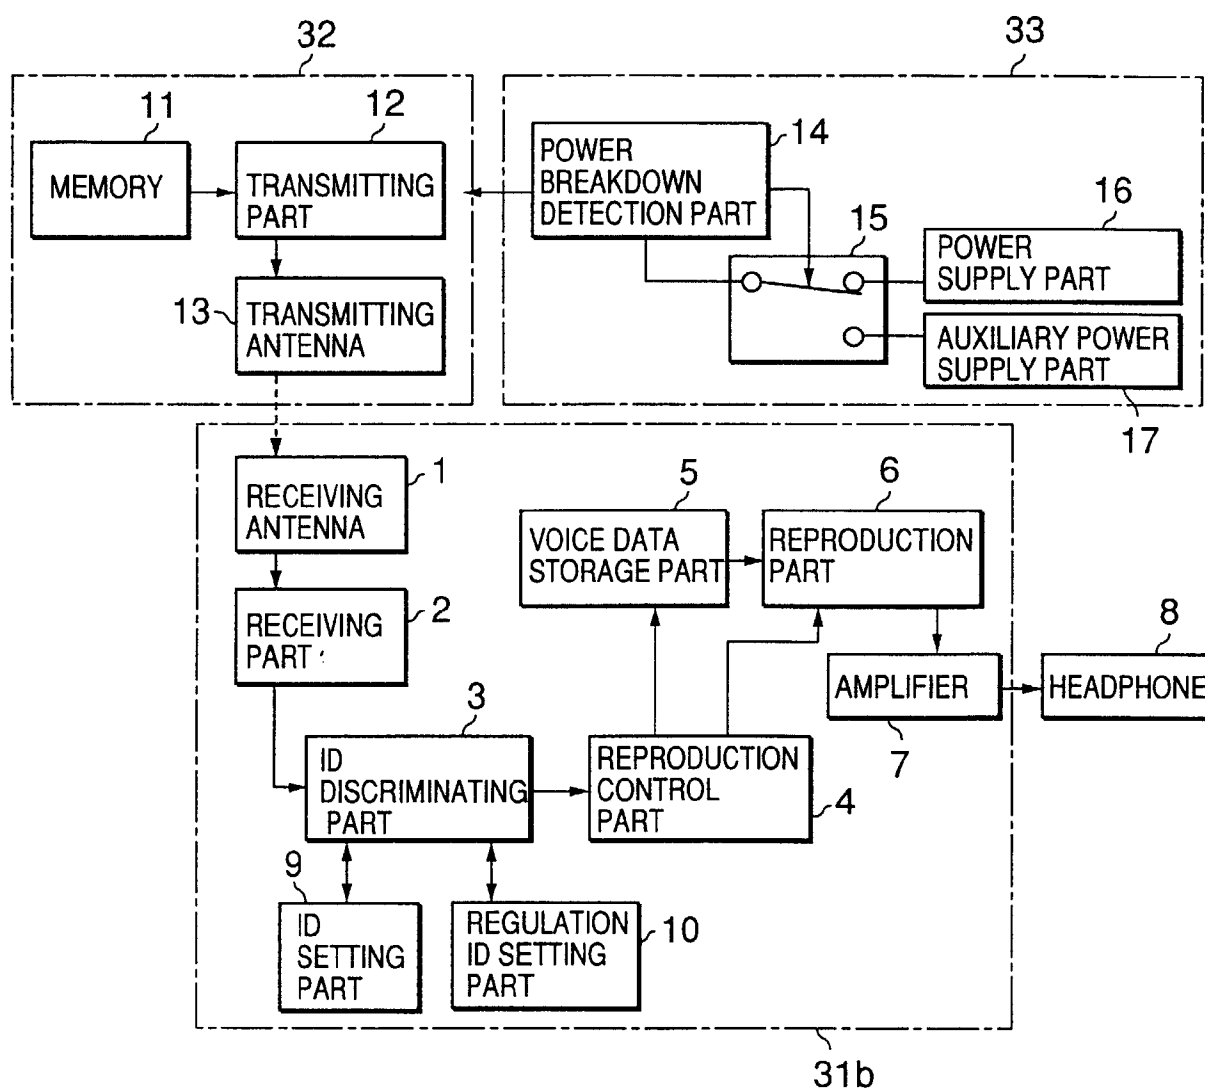 32
33
11
12
14
MEMORY
TRANSMITTING
PART
POWER
BREAKDOWN
DETECTION PART
16
15
POWER
SUPPLY PART
13
TRANSMITTING
ANTENNA
AUXILIARY POWER
SUPPLY PART
17
1
RECEIVING
ANTENNA
5
6
VOICE DATA
STORAGE PART
REPRODUCTION
PART
2
RECEIVING
PART
8
AMPLIFIER
HEADPHONE
7
3
ID
DISCRIMINATING
PART
REPRODUCTION
CONTROL
PART
4
9
ID
SETTING
PART
REGULATION
ID SETTING
PART
10
31b